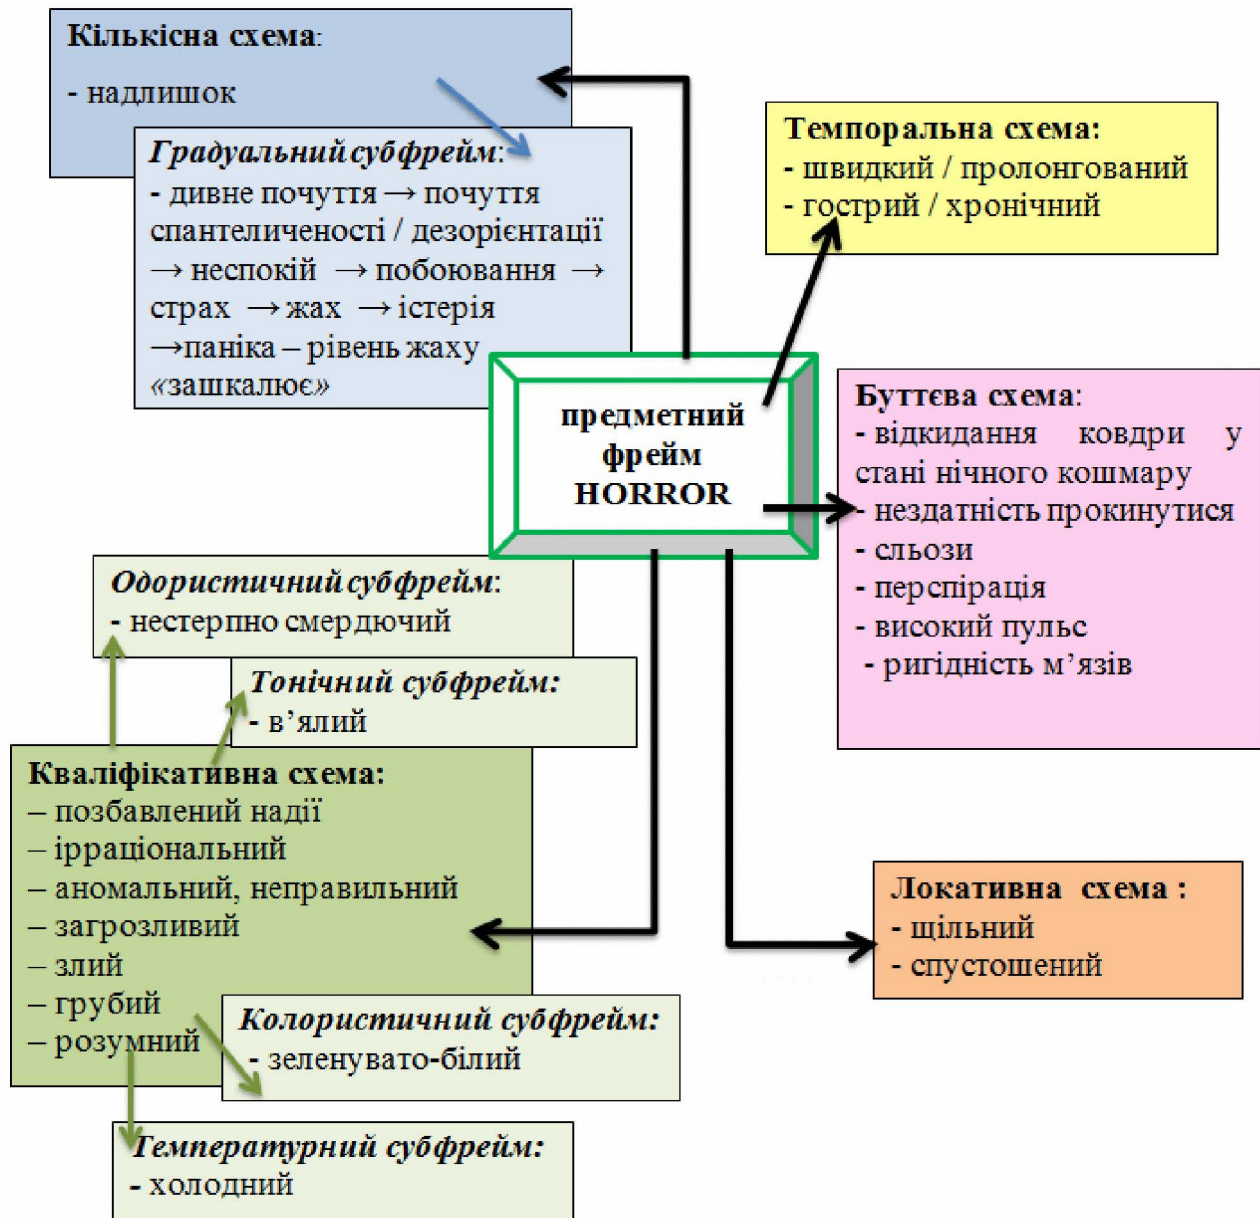 Кількісна схема:
- надлишок
Градуальний субфрейм:
- дивне почуття → почуття
спантеличеності / дезорієнтації
→ неспокій → побоювання →
страх → жах → істерія
→паніка – рівень жаху
«зашкалює»
Темпоральна схема:
- швидкий / пролонгований
- гострий / хронічний
предметний
фрейм
HORROR
Буттєва схема:
- відкидання ковдри у
стані нічного кошмару
- нездатність прокинутися
- сльози
- перспірація
- високий пульс
- ригідність м’язів
Одористичний субфрейм:
- нестерпно смердючий
Тонічний субфрейм:
- в’ялий
Кваліфікативна схема:
– позбавлений надії
– ірраціональний
– аномальний, неправильний
– загрозливий
– злий
– грубий
– розумний
Локативна схема :
- щільний
- спустошений
Колористичний субфрейм:
- зеленувато-білий
Температурний субфрейм:
- холодний